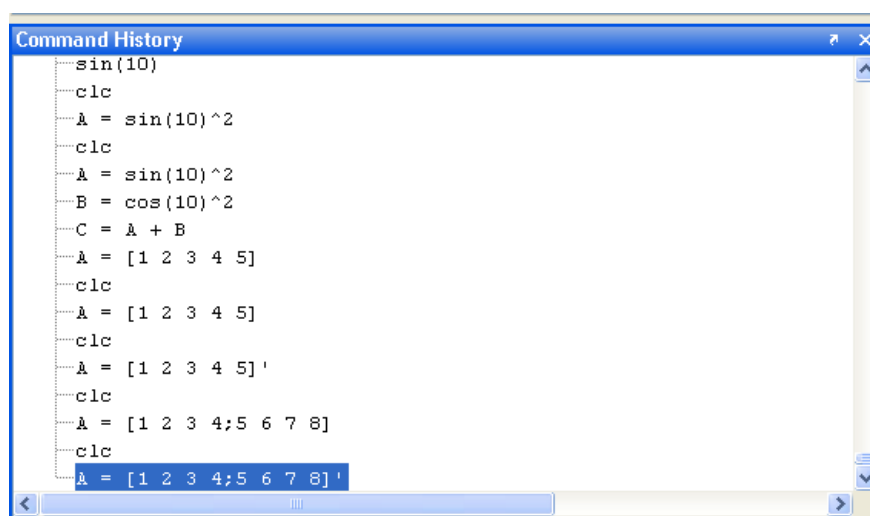 Command History
sin(10)
clc
A = sin(10)^2
clc
A = sin(10)^2
B = cos(10)^2
C = A + B
A = [1 2 3 4 5]
clc
A = [1 2 3 4 5]
clc
A = [1 2 3 4 5]'
clc
A = [1 2 3 4;5 6 7 8]
clc
A = [1 2 3 4;5 6 7 8]'